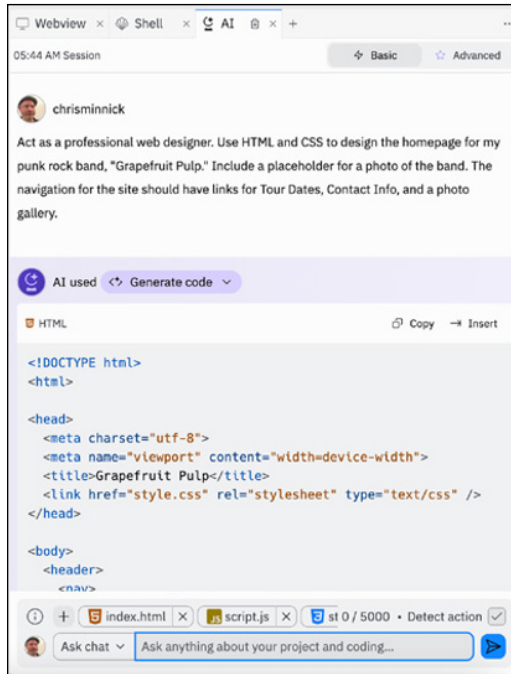 Webview × Shell × AI × +
05:44 AM Session Basic Advanced
chrisminnick
Act as a professional web designer. Use HTML and CSS to design the homepage for my
punk rock band, "Grapefruit Pulp." Include a placeholder for a photo of the band. The
navigation for the site should have links for Tour Dates, Contact Info, and a photo
gallery.
AI used Generate code
HTML Copy Insert
<!DOCTYPE html>
<html>
<head>
<meta charset="utf-8">
<meta name="viewport" content="width=device-width">
<title>Grapefruit Pulp</title>
<link href="style.css" rel="stylesheet" type="text/css" />
</head>
<body>
<header>
<nav>
+ index.html × script.js × st 0 / 5000 • Detect action
Ask chat Ask anything about your project and coding...